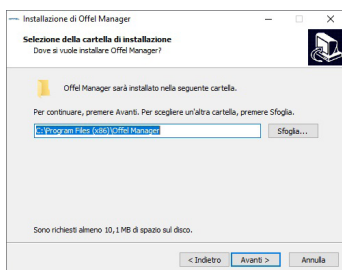 Installazione di Offel Manager
Selezione della cartella di installazione
Dove si vuole installare Offel Manager?
Offel Manager sarà installato nella seguente cartella.
Per continuare, premere Avanti. Per scegliere un'altra cartella, premere Sfoglia.
C:\Program Files (x86)\Offel Manager
Sfoglia...
Sono richiesti almeno 10,1 MB di spazio sul disco.
< Indietro
Avanti >
Annulla